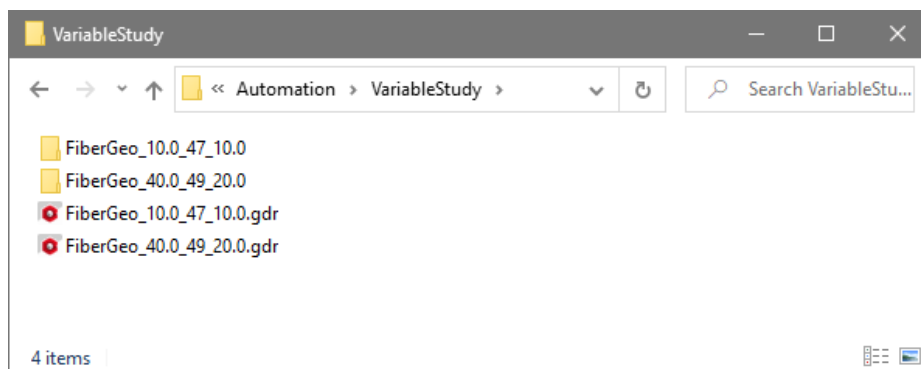 VariableStudy
« Automation > VariableStudy >
Search VariableStu...
FiberGeo_10.0_47_10.0
FiberGeo_40.0_49_20.0
FiberGeo_10.0_47_10.0.gdr
FiberGeo_40.0_49_20.0.gdr
4 items